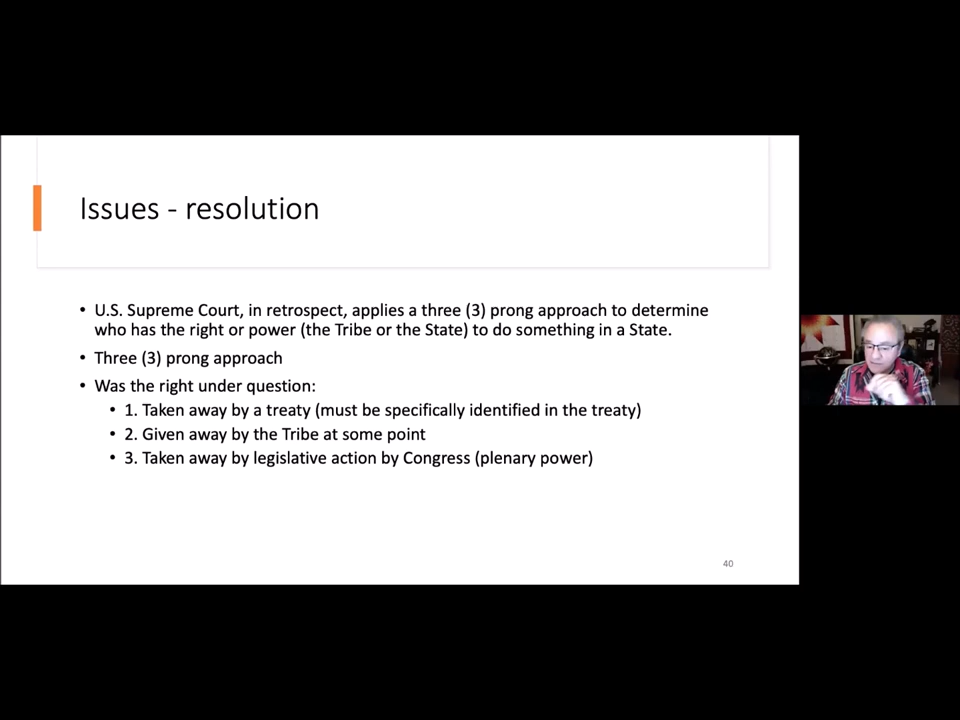 Issues - resolution
• U.S. Supreme Court, in retrospect, applies a three (3) prong approach to determine
who has the right or power (the Tribe or the State) to do something in a State.
• Three (3) prong approach
• Was the right under question:
• 1. Taken away by a treaty (must be specifically identified in the treaty)
• 2. Given away by the Tribe at some point
• 3. Taken away by legislative action by Congress (plenary power)
40